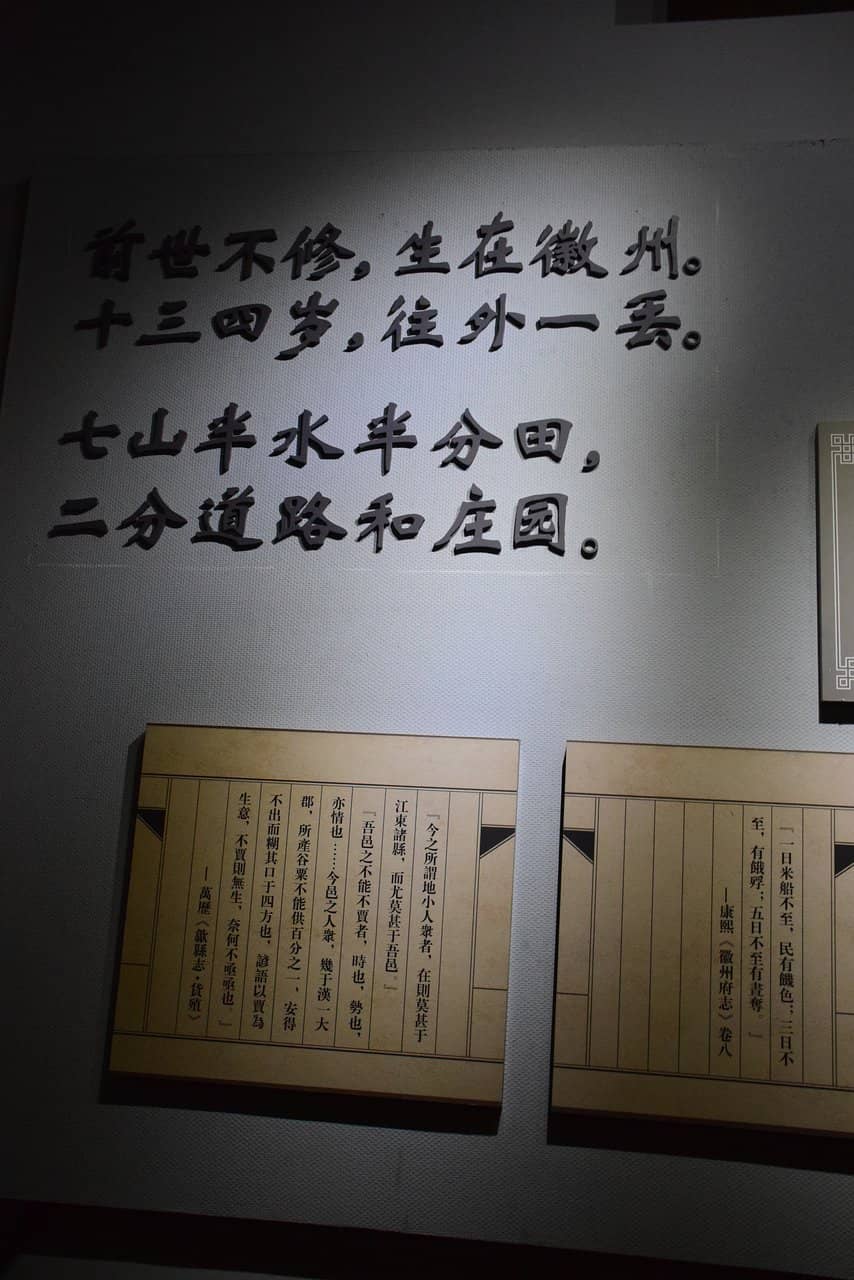 前世不修，生在徽州。
十三四岁，往外一丢。
七山半水半分田，
二分道路和庄园。
『今之所謂地小人衆者，在則莫甚于
江東諸縣，而尤莫甚于吾邑。』
『吾邑之不能不賈者，時也，勢也，
亦情也……今邑之人衆，幾于漢一大
郡，所產谷粟不能供百分之一，安得
不出而糊其口于四方也，諺語以賈為
生意，不賈則無生，奈何不亟亟也。』
—萬歷《歙縣志·貨殖》
『一日米船不至，民有饑色；三日不
至，有餓殍；五日不至有晝奪。』
—康熙《徽州府志》卷八